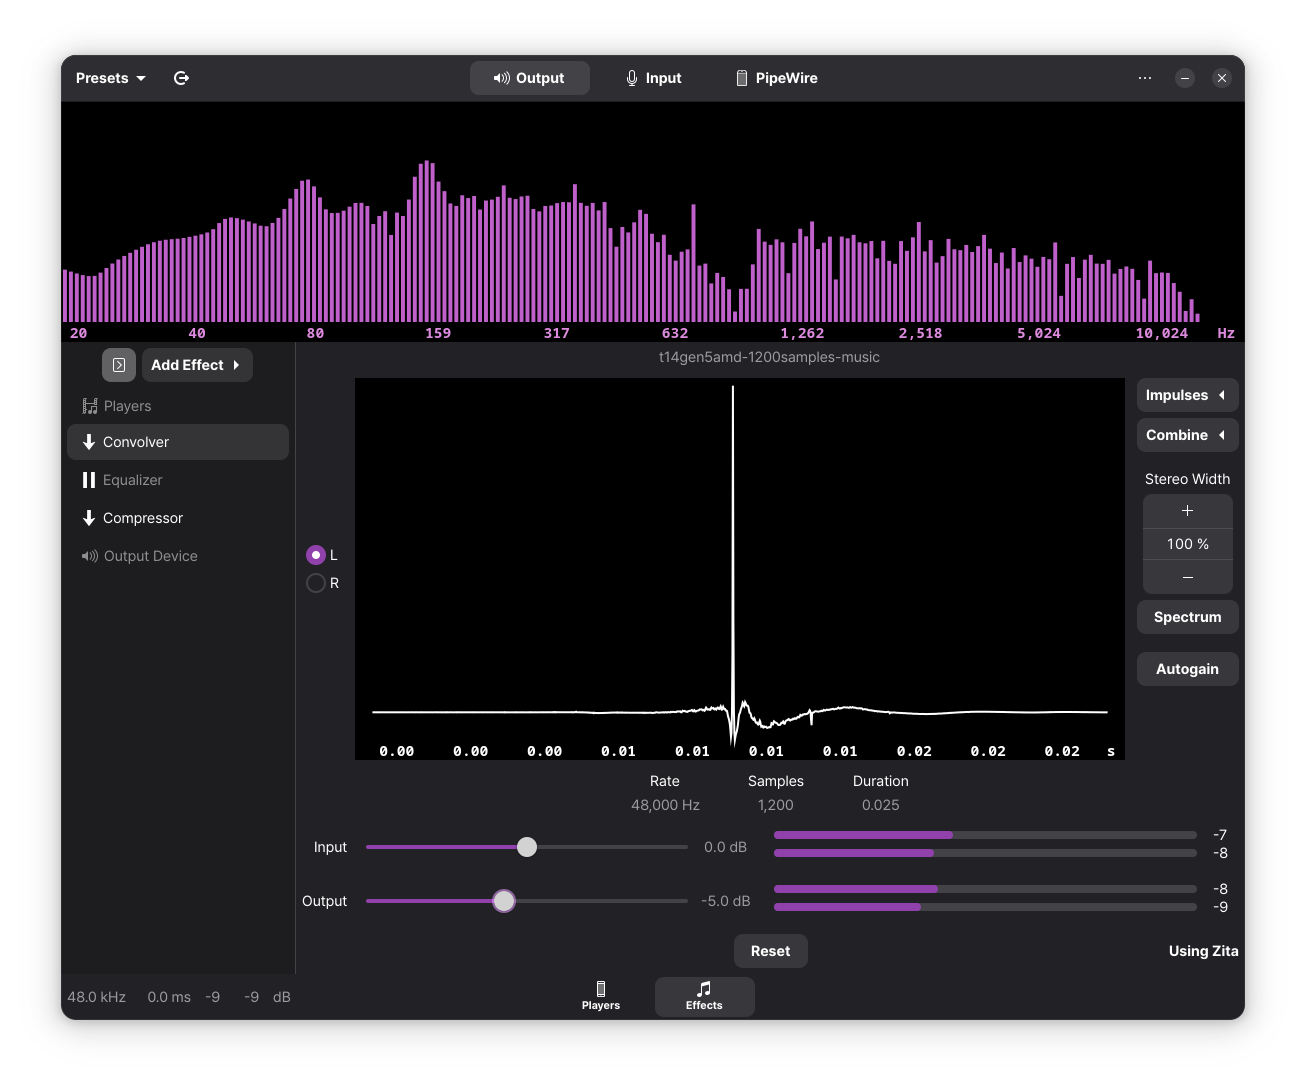 Presets
Output
Input
PipeWire
20 40 80 159 317 632 1,262 2,518 5,024 10,024 Hz
Add Effect
Players
Convolver
Equalizer
Compressor
Output Device
t14gen5amd-1200samples-music
L
R
0.00 0.00 0.00 0.01 0.01 0.01 0.01 0.02 0.02 0.02 s
Impulses
Combine
Stereo Width
+
100 %
−
Spectrum
Autogain
Rate Samples Duration
48,000 Hz 1,200 0.025
Input 0.0 dB -7
-8
Output -5.0 dB -8
-9
Reset
Using Zita
48.0 kHz 0.0 ms -9 -9 dB
Players
Effects